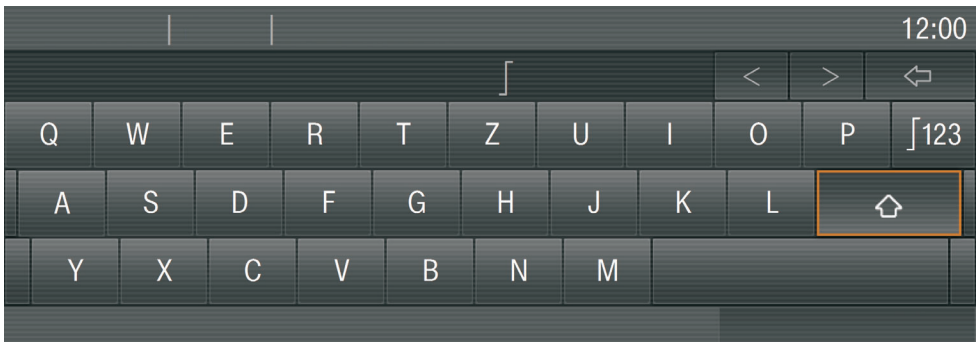 12:00
< >
Q W E R T Z U I O P ⌠123
A S D F G H J K L
Y X C V B N M